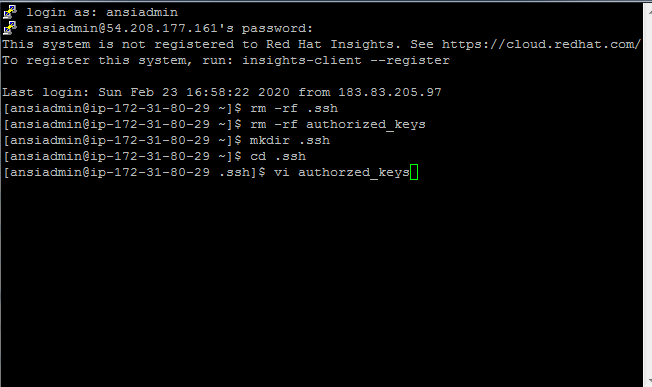 login as: ansiadmin
ansiadmin@54.208.177.161's password:
This system is not registered to Red Hat Insights. See https://cloud.redhat.com/
To register this system, run: insights-client --register
Last login: Sun Feb 23 16:58:22 2020 from 183.83.205.97
[ansiadmin@ip-172-31-80-29 ~]$ rm -rf .ssh
[ansiadmin@ip-172-31-80-29 ~]$ rm -rf authorized_keys
[ansiadmin@ip-172-31-80-29 ~]$ mkdir .ssh
[ansiadmin@ip-172-31-80-29 ~]$ cd .ssh
[ansiadmin@ip-172-31-80-29 .ssh]$ vi authorzed_keys